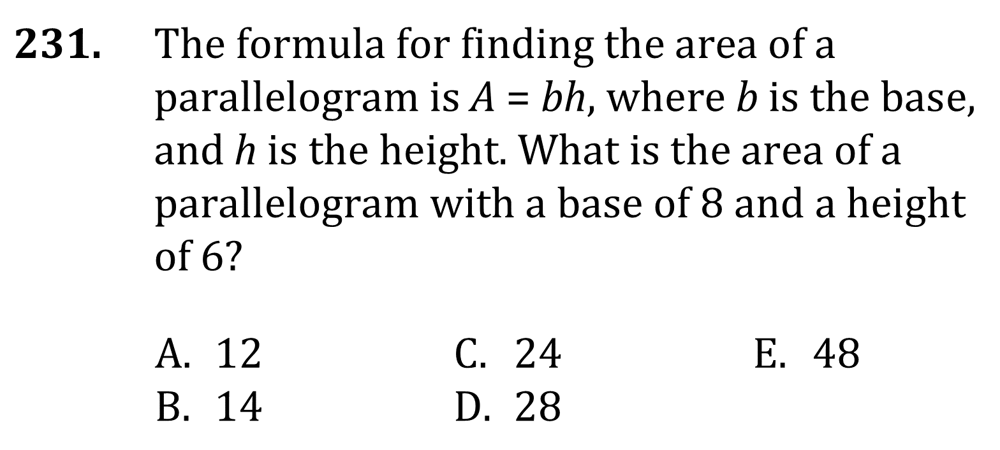 231. The formula for finding the area of a
parallelogram is A = bh, where b is the base,
and h is the height. What is the area of a
parallelogram with a base of 8 and a height
of 6?
A. 12 C. 24 E. 48
B. 14 D. 28